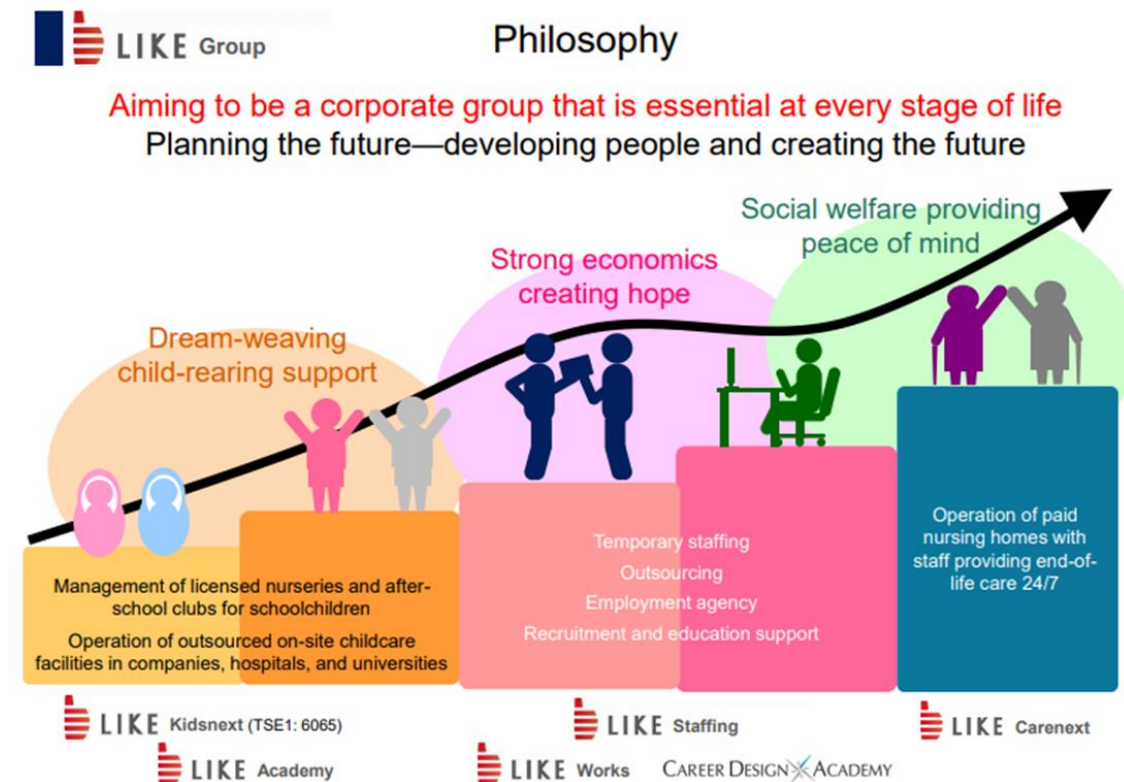 LIKE Group
Philosophy
Aiming to be a corporate group that is essential at every stage of life
Planning the future—developing people and creating the future
Social welfare providing
peace of mind
Strong economics
creating hope
Dream-weaving
child-rearing support
Management of licensed nurseries and after-
school clubs for schoolchildren
Operation of outsourced on-site childcare
facilities in companies, hospitals, and universities
Temporary staffing
Outsourcing
Employment agency
Recruitment and education support
Operation of paid
nursing homes with
staff providing end-of-
life care 24/7
LIKE Kidsnext (TSE1: 6065)
LIKE Staffing
LIKE Carenext
LIKE Academy
LIKE Works
CAREER DESIGN ACADEMY